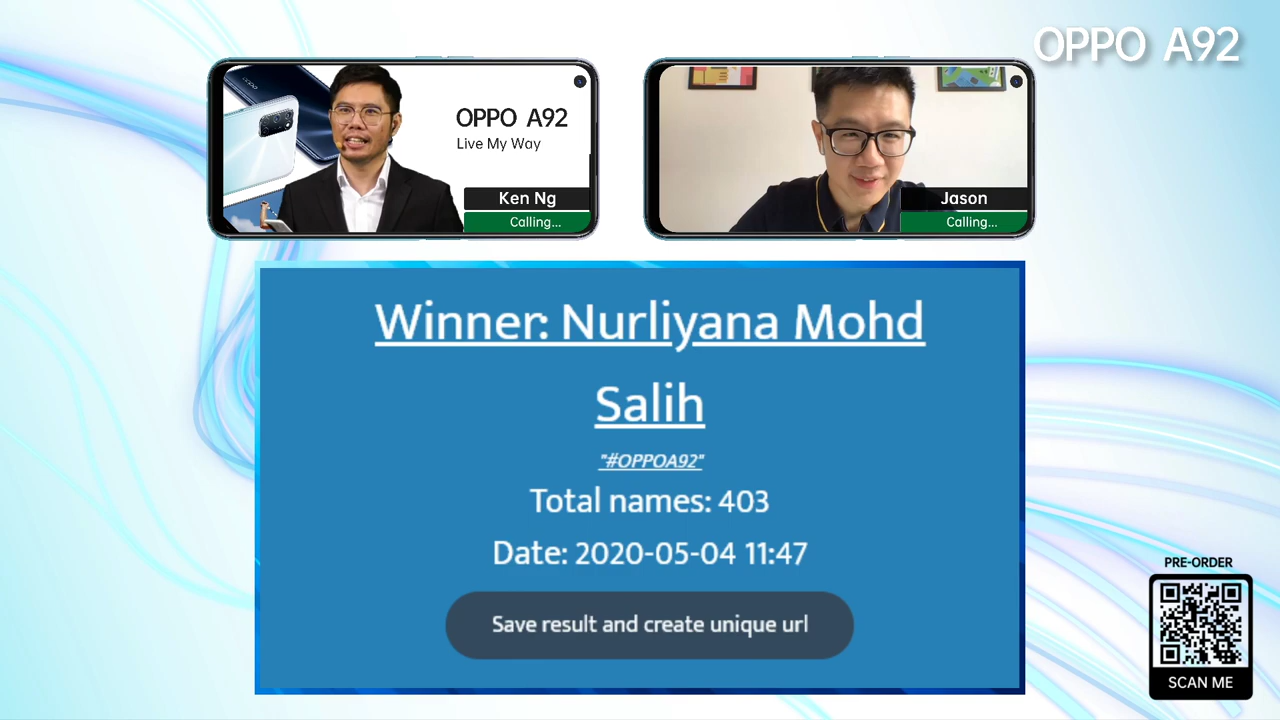 OPPO A92
OPPO A92
Live My Way
Ken Ng
Calling...
Jason
Calling...
Winner: Nurliyana Mohd
Salih
"#OPPOA92"
Total names: 403
Date: 2020-05-04 11:47
Save result and create unique url
PRE-ORDER
SCAN ME